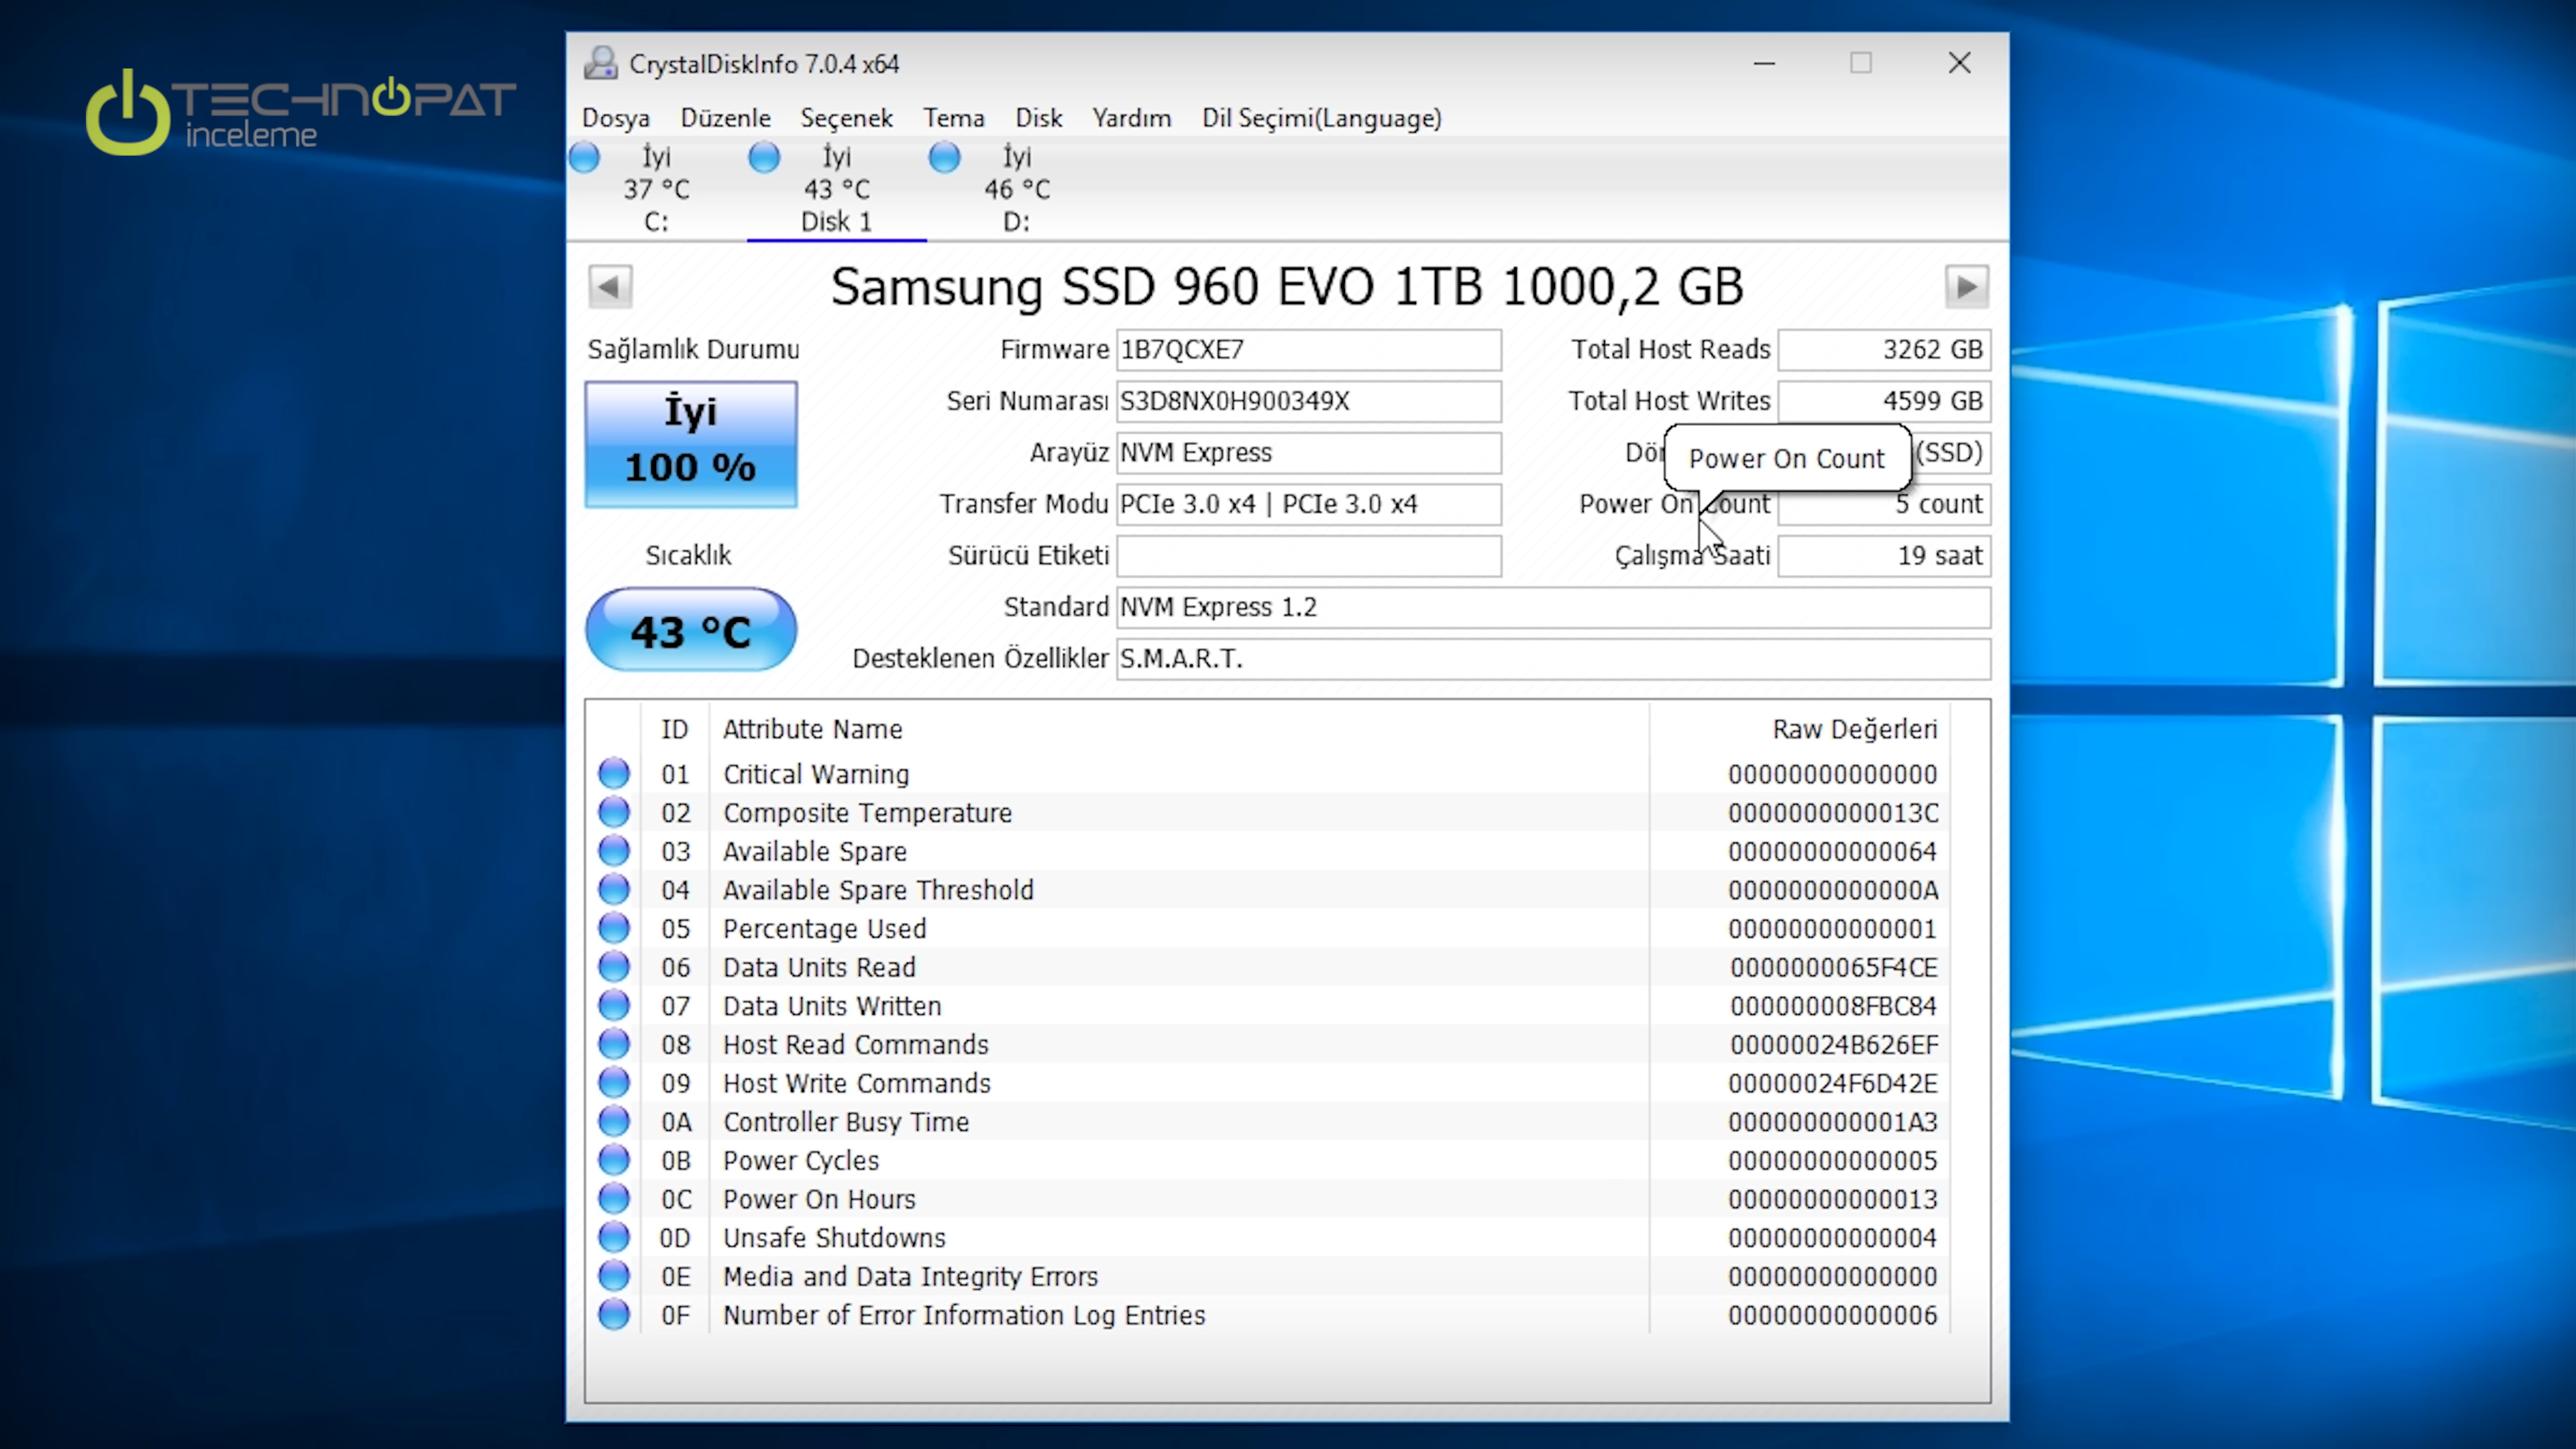 TECHNOPAT
inceleme
CrystalDiskInfo 7.0.4 x64
Dosya Düzenle Seçenek Tema Disk Yardım Dil Seçimi(Language)
İyi İyi İyi
37 °C 43 °C 46 °C
C: Disk 1 D:
Samsung SSD 960 EVO 1TB 1000,2 GB
Sağlamlık Durumu
İyi
100 %
Sıcaklık
43 °C
Firmware 1B7QCXE7
Seri Numarası S3D8NX0H900349X
Arayüz NVM Express
Transfer Modu PCIe 3.0 x4 | PCIe 3.0 x4
Sürücü Etiketi
Standard NVM Express 1.2
Desteklenen Özellikler S.M.A.R.T.
Total Host Reads 3262 GB
Total Host Writes 4599 GB
(SSD)
Power On Count
Power On Count 5 count
Çalışma Saati 19 saat
ID Attribute Name Raw Değerleri
01 Critical Warning 00000000000000
02 Composite Temperature 0000000000013C
03 Available Spare 00000000000064
04 Available Spare Threshold 0000000000000A
05 Percentage Used 00000000000001
06 Data Units Read 0000000065F4CE
07 Data Units Written 000000008FBC84
08 Host Read Commands 00000024B626EF
09 Host Write Commands 00000024F6D42E
0A Controller Busy Time 000000000001A3
0B Power Cycles 00000000000005
0C Power On Hours 00000000000013
0D Unsafe Shutdowns 00000000000004
0E Media and Data Integrity Errors 00000000000000
0F Number of Error Information Log Entries 00000000000006